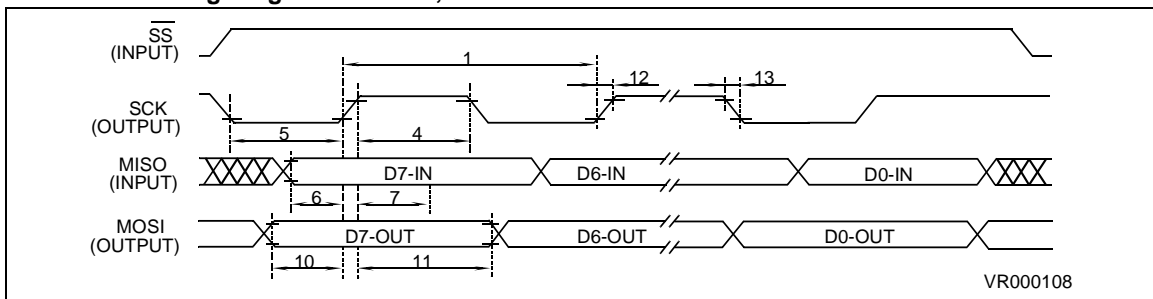 SS
(INPUT)
1
12
13
SCK
(OUTPUT)
5
4
MISO
(INPUT)
D7-IN
D6-IN
D0-IN
6
7
MOSI
(OUTPUT)
D7-OUT
D6-OUT
D0-OUT
10
11
VR000108